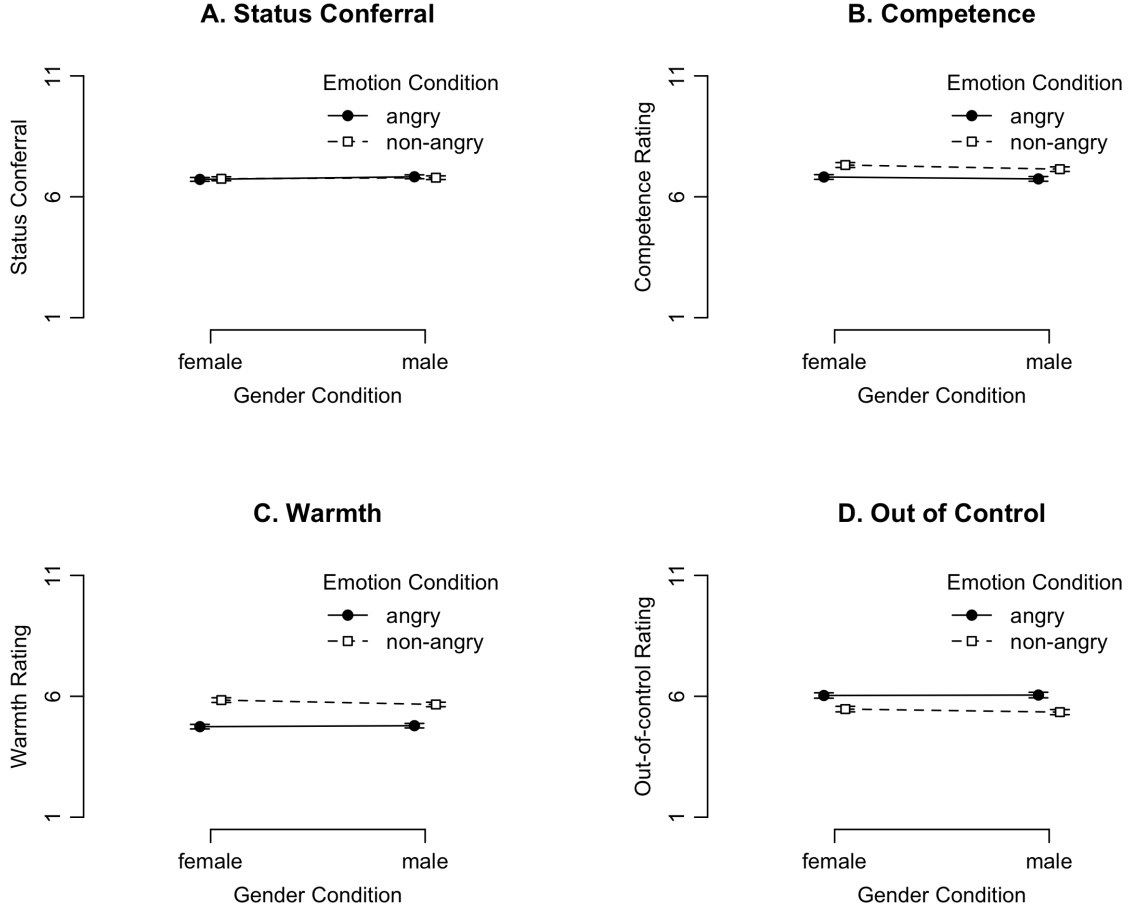 A. Status Conferral
Status Conferral
11
6
1
Emotion Condition
angry
non-angry
female male
Gender Condition
B. Competence
Competence Rating
11
6
1
Emotion Condition
angry
non-angry
female male
Gender Condition
C. Warmth
Warmth Rating
11
6
1
Emotion Condition
angry
non-angry
female male
Gender Condition
D. Out of Control
Out-of-control Rating
11
6
1
Emotion Condition
angry
non-angry
female male
Gender Condition